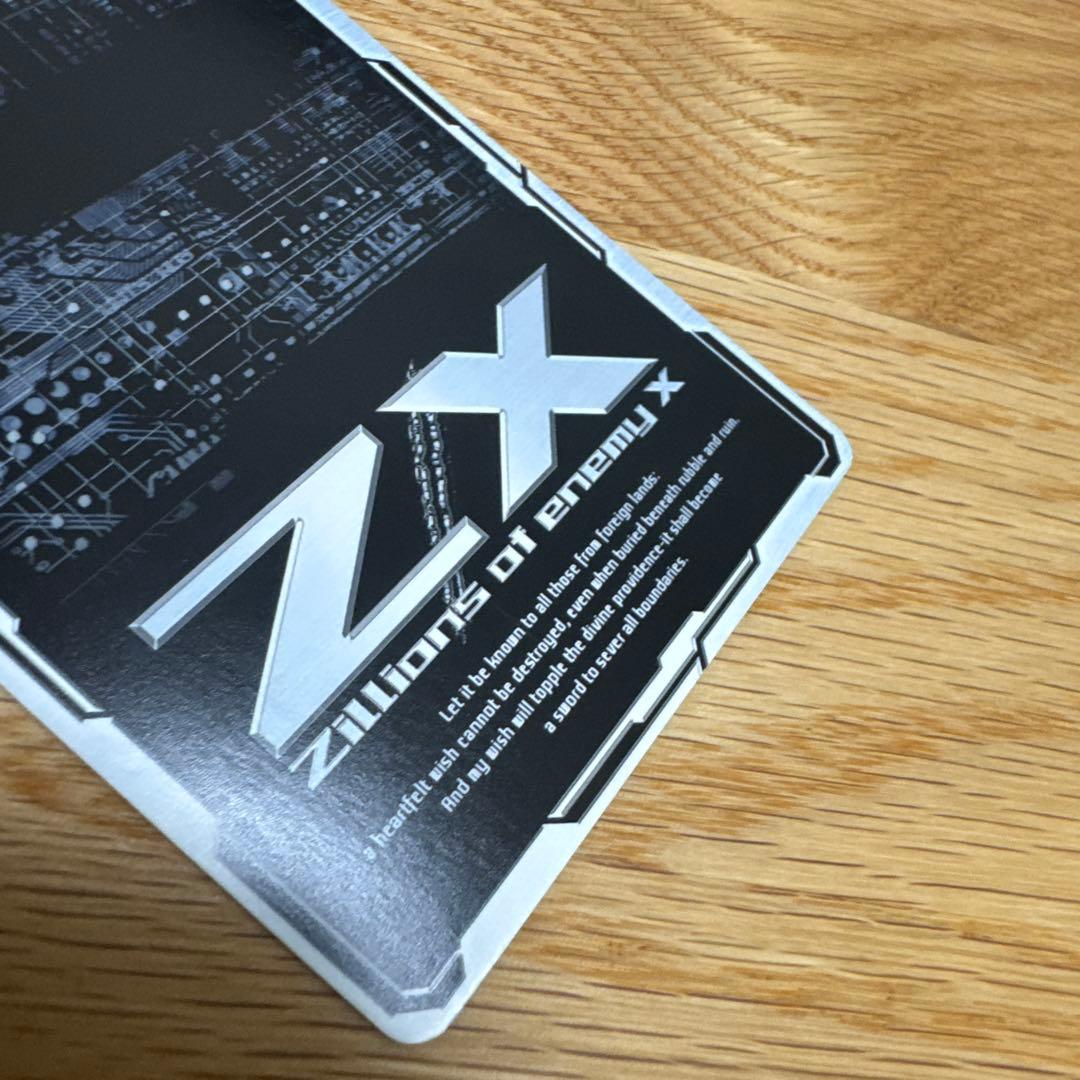 Z/X
Zillions of enemy X
Let it be known to all those from foreign lands:
a heartfelt wish cannot be destroyed, even when buried beneath rubble and ruin.
And my wish will topple the divine providence-it shall become
a sword to sever all boundaries.